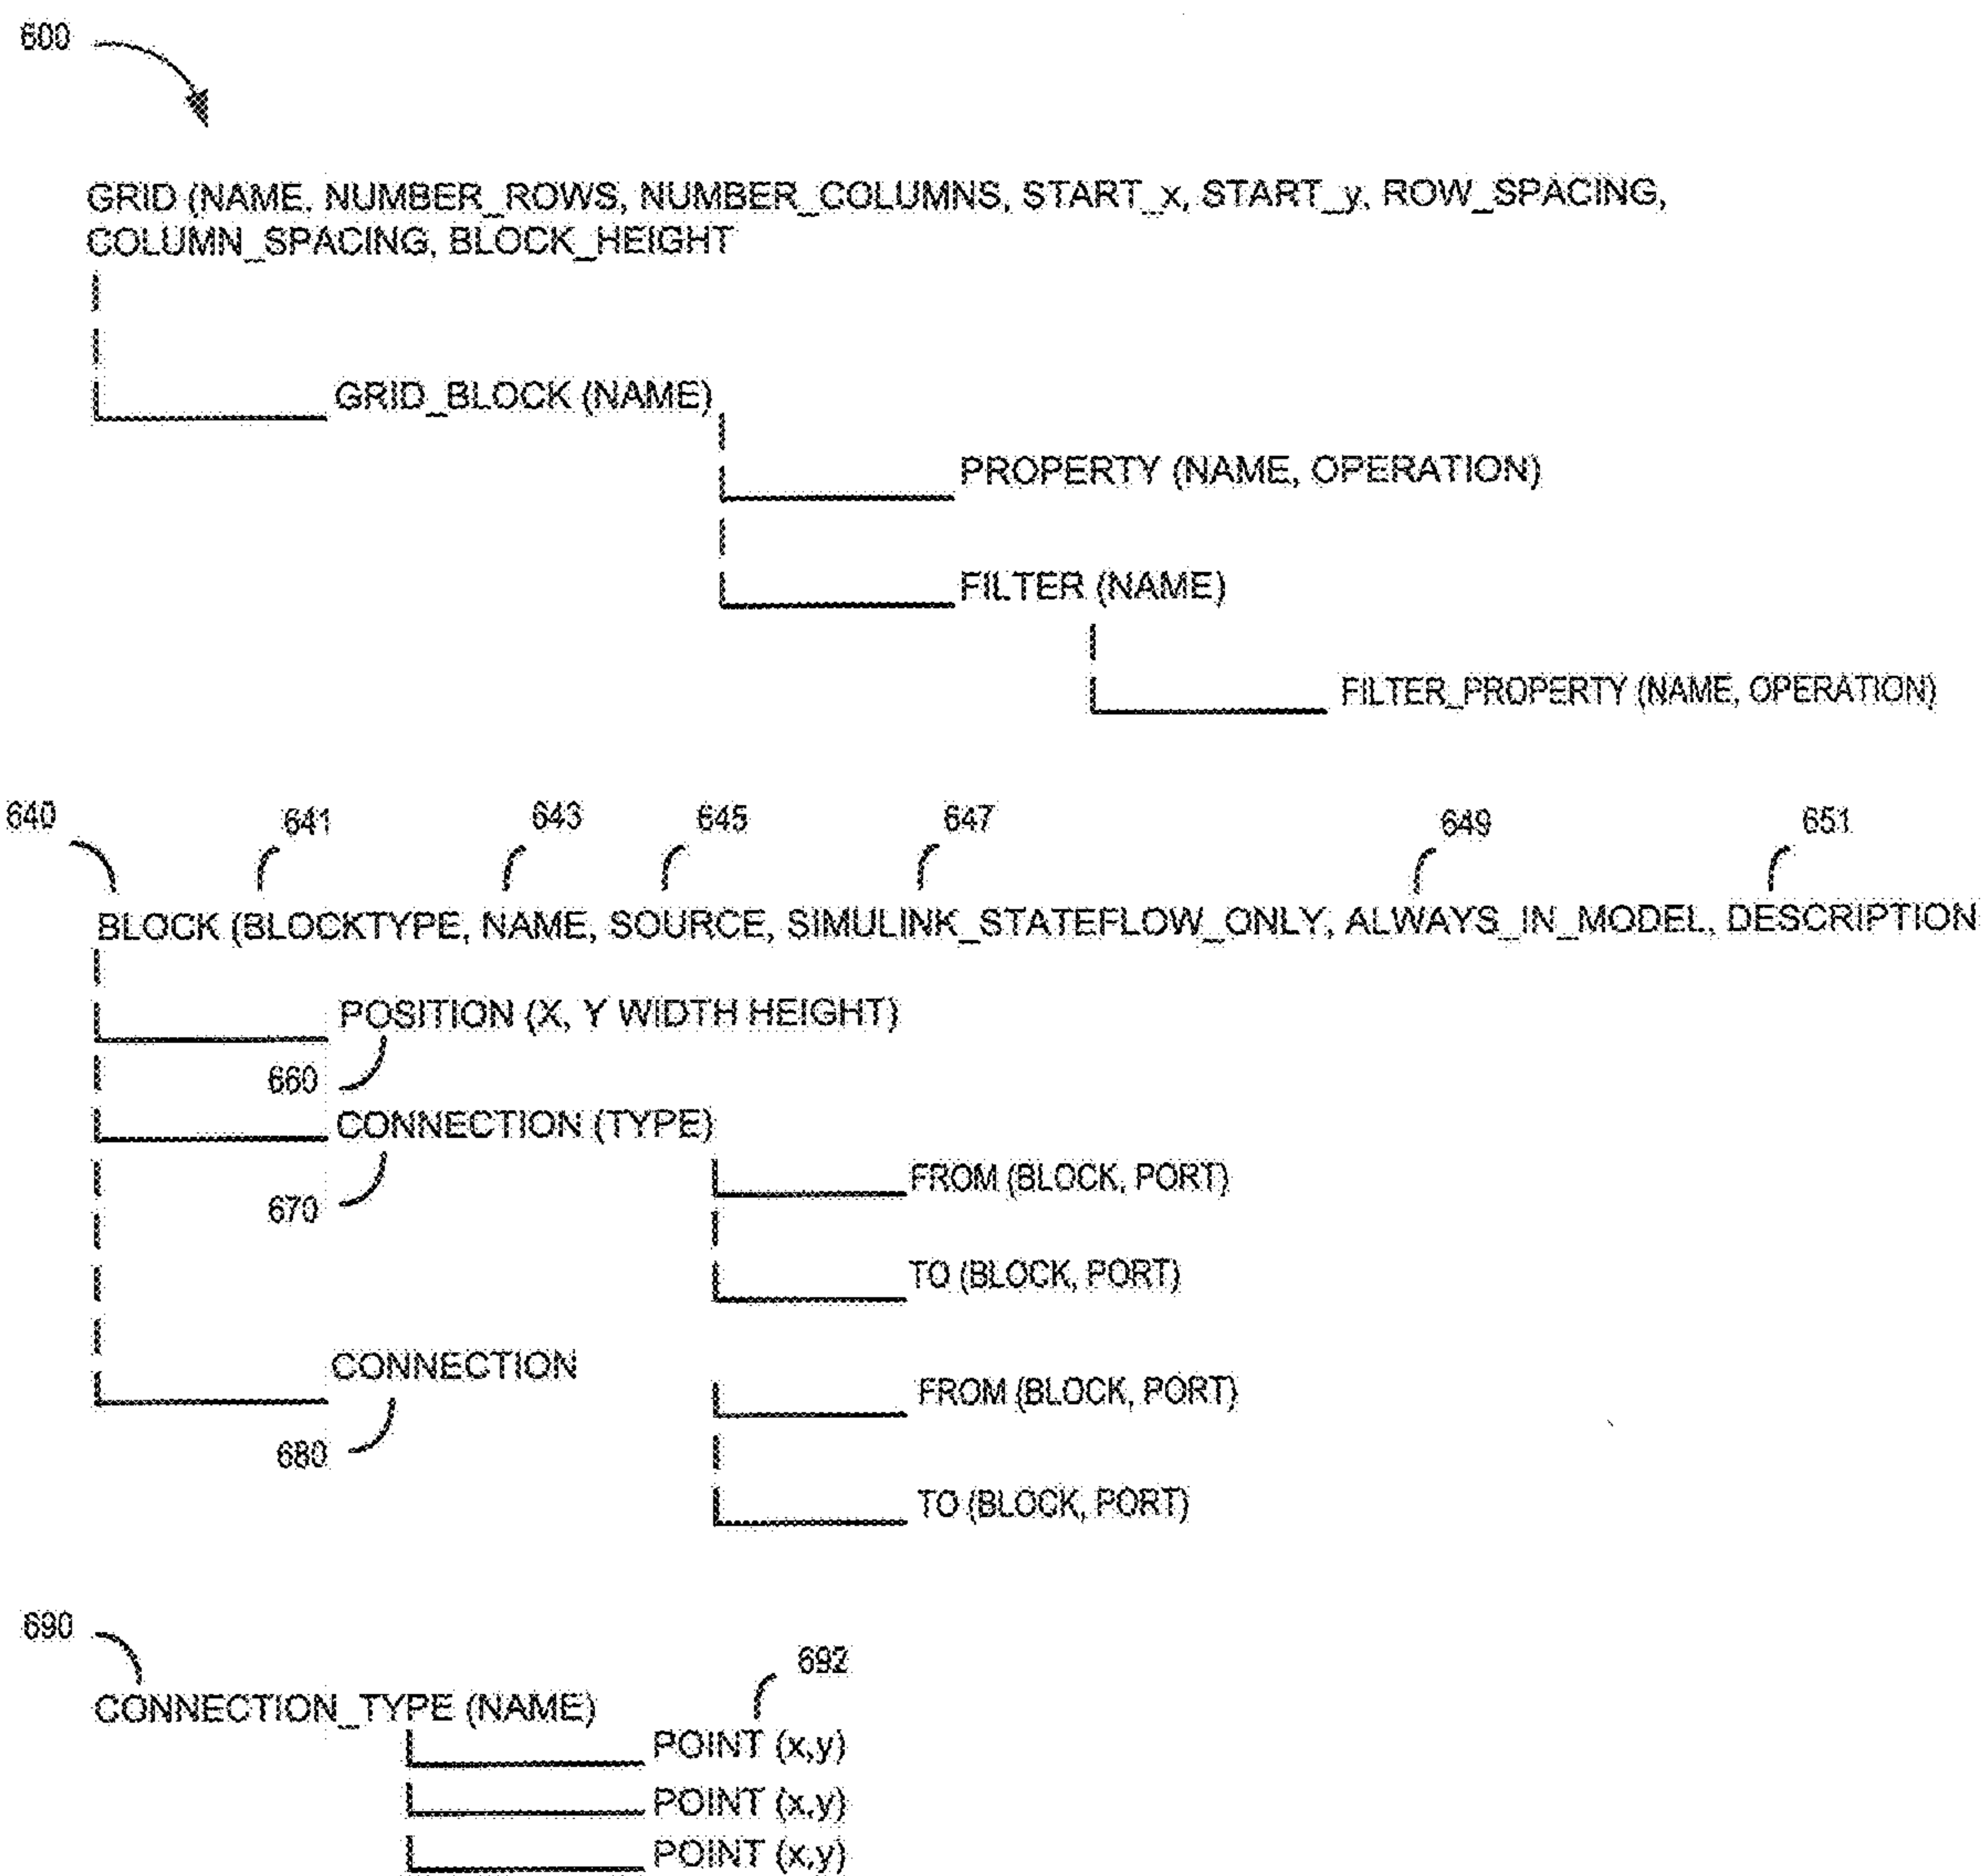 600
GRID (NAME, NUMBER_ROWS, NUMBER_COLUMNS, START_x, START_y, ROW_SPACING,
COLUMN_SPACING, BLOCK_HEIGHT
GRID_BLOCK (NAME)
PROPERTY (NAME, OPERATION)
FILTER (NAME)
FILTER_PROPERTY (NAME, OPERATION)
640 641 643 645 647 649 651
BLOCK (BLOCKTYPE, NAME, SOURCE, SIMULINK_STATEFLOW_ONLY, ALWAYS_IN_MODEL, DESCRIPTION
POSITION (X, Y WIDTH HEIGHT)
660
CONNECTION (TYPE)
FROM (BLOCK, PORT)
670
TO (BLOCK, PORT)
CONNECTION
FROM (BLOCK, PORT)
680
TO (BLOCK, PORT)
690
692
CONNECTION_TYPE (NAME)
POINT (x,y)
POINT (x,y)
POINT (x,y)